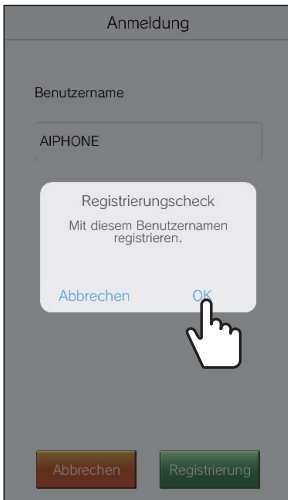 Anmeldung
Benutzername
AIPHONE
Registrierungscheck
Mit diesem Benutzernamen
registrieren.
Abbrechen OK
Abbrechen Registrierung